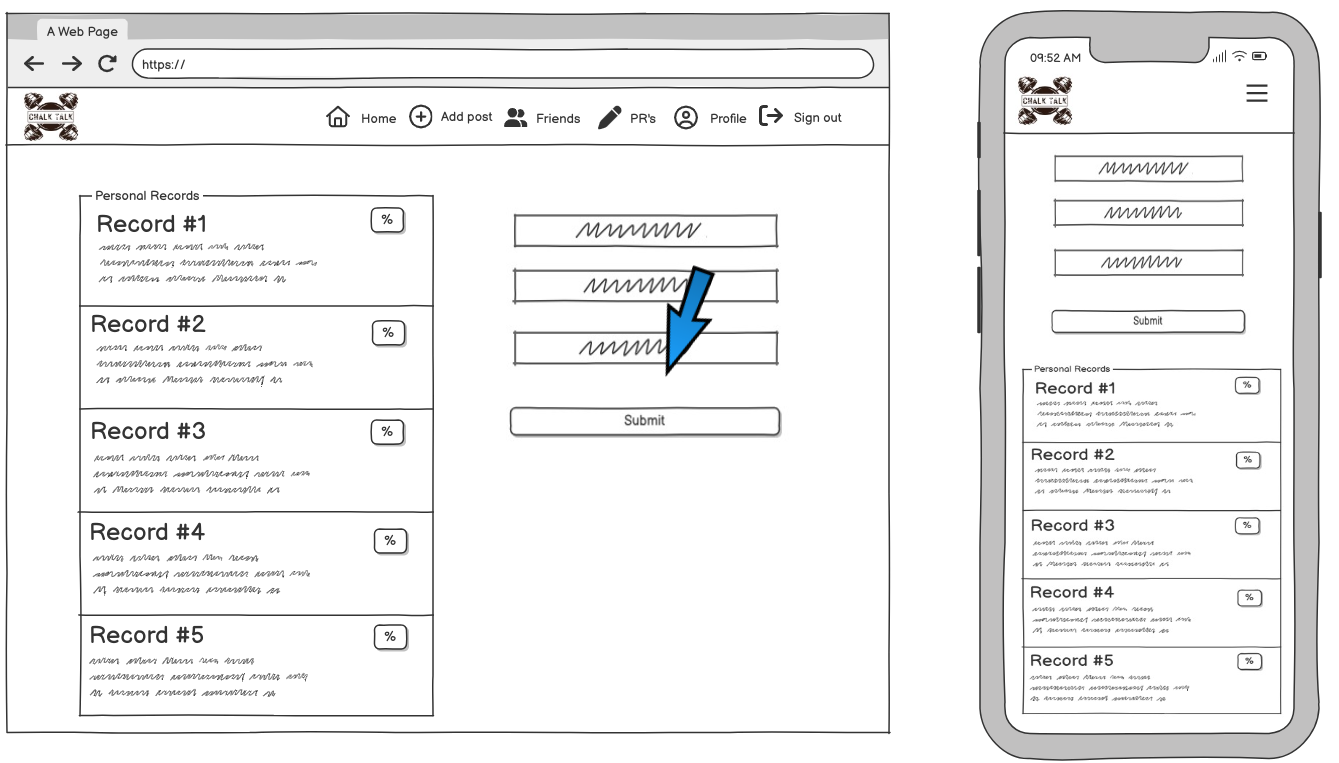 A Web Page
https://
CHALK TALK
Home
Add post
Friends
PR's
Profile
Sign out
Personal Records
Record #1
%
Record #2
%
Record #3
%
Record #4
%
Record #5
%
Submit
09:52 AM
CHALK TALK
Submit
Personal Records
Record #1
%
Record #2
%
Record #3
%
Record #4
%
Record #5
%